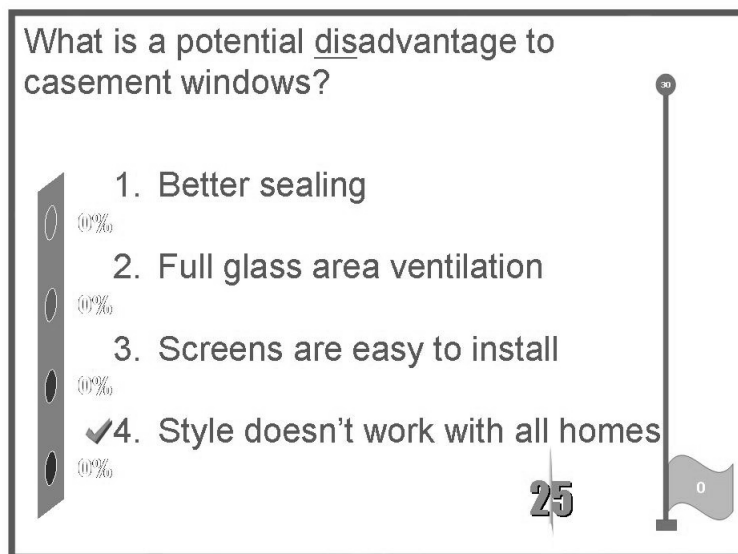 What is a potential disadvantage to
casement windows?
30
1. Better sealing
0%
2. Full glass area ventilation
0%
3. Screens are easy to install
0%
4. Style doesn't work with all homes
0%
25
0